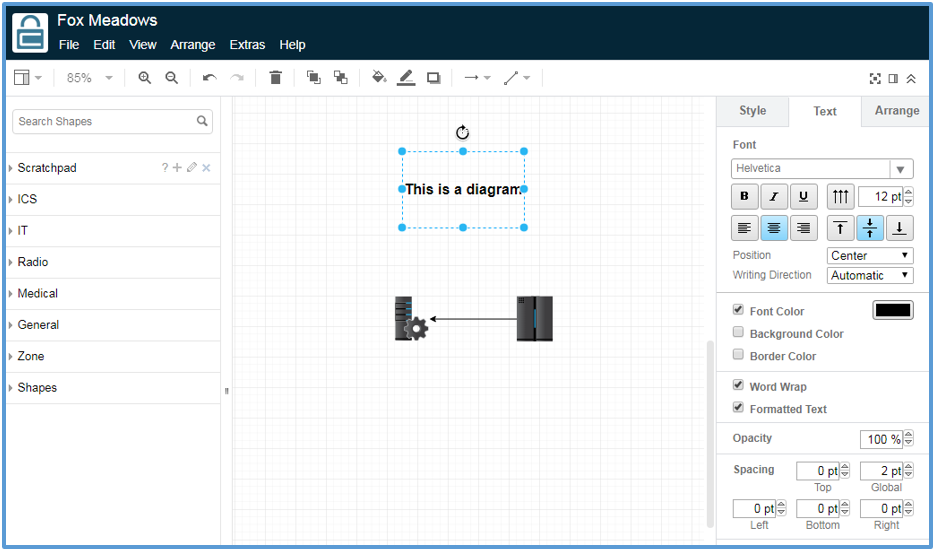 Fox Meadows
File Edit View Arrange Extras Help
85%
Search Shapes
Scratchpad ?
ICS
IT
Radio
Medical
General
Zone
Shapes
This is a diagram
Style Text Arrange
Font
Helvetica
B I U 12 pt
Position Center
Writing Direction Automatic
Font Color
Background Color
Border Color
Word Wrap
Formatted Text
Opacity 100 %
Spacing 0 pt 2 pt
Top Global
0 pt 0 pt 0 pt
Left Bottom Right